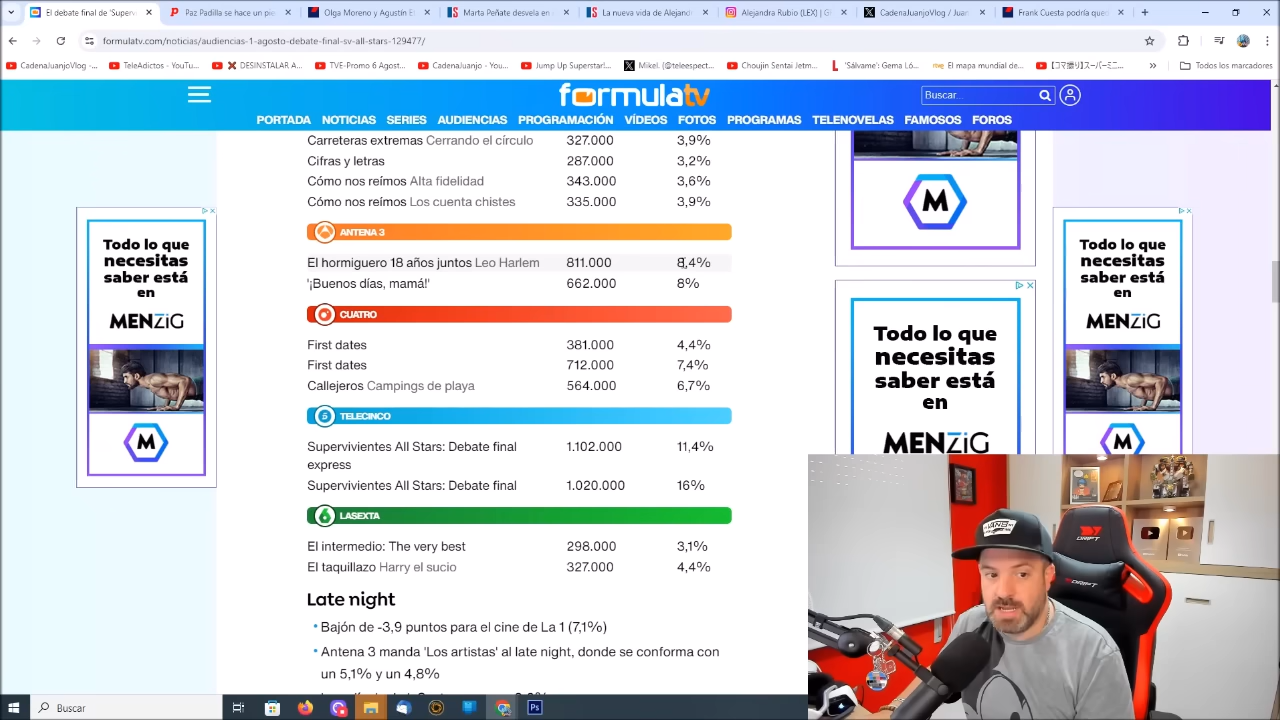 El debate final de 'Superv
Paz Padilla se hace un pio
Olga Moreno y Agustín Es
Marta Peñate desvela en
La nueva vida de Alejandr
Alejandra Rubio (LEX) | Gl
CadenaJuanjoVlog / Juan
Frank Cuesta podría quec
formulatv.com/noticias/audiencias-1-agosto-debate-final-sv-all-stars-129477/
CadenaJuanjoVlog -...
TeleAdictos - YouTu...
DESINSTALAR A...
TVE-Promo 6 Agost...
CadenaJuanjo - You...
Jump Up Superstar!...
Mikel. (@teleespect...
Choujin Sentai Jetm...
'Sálvame': Gema Ló...
El mapa mundial de...
Todos los marcadores
formulatv
Buscar...
PORTADA NOTICIAS SERIES AUDIENCIAS PROGRAMACIÓN VÍDEOS FOTOS PROGRAMAS TELENOVELAS FAMOSOS FOROS
Carreteras extremas Cerrando el círculo 327.000 3,9%
Cifras y letras 287.000 3,2%
Cómo nos reímos Alta fidelidad 343.000 3,6%
Cómo nos reímos Los cuenta chistes 335.000 3,9%
ANTENA 3
El hormiguero 18 años juntos Leo Harlem 811.000 8,4%
'¡Buenos días, mamá!' 662.000 8%
CUATRO
First dates 381.000 4,4%
First dates 712.000 7,4%
Callejeros Campings de playa 564.000 6,7%
TELECINCO
Supervivientes All Stars: Debate final 1.102.000 11,4%
express
Supervivientes All Stars: Debate final 1.020.000 16%
LASEXTA
El intermedio: The very best 298.000 3,1%
El taquillazo Harry el sucio 327.000 4,4%
Late night
• Bajón de -3,9 puntos para el cine de La 1 (7,1%)
• Antena 3 manda 'Los artistas' al late night, donde se conforma con
un 5,1% y un 4,8%
Todo lo que
necesitas
saber está
en
MENZiG
M
M
Todo lo que
necesitas
saber está
en
MENZiG
Todo lo que
necesitas
saber está
en
MENZiG
M
DRIFT
Buscar
Ps